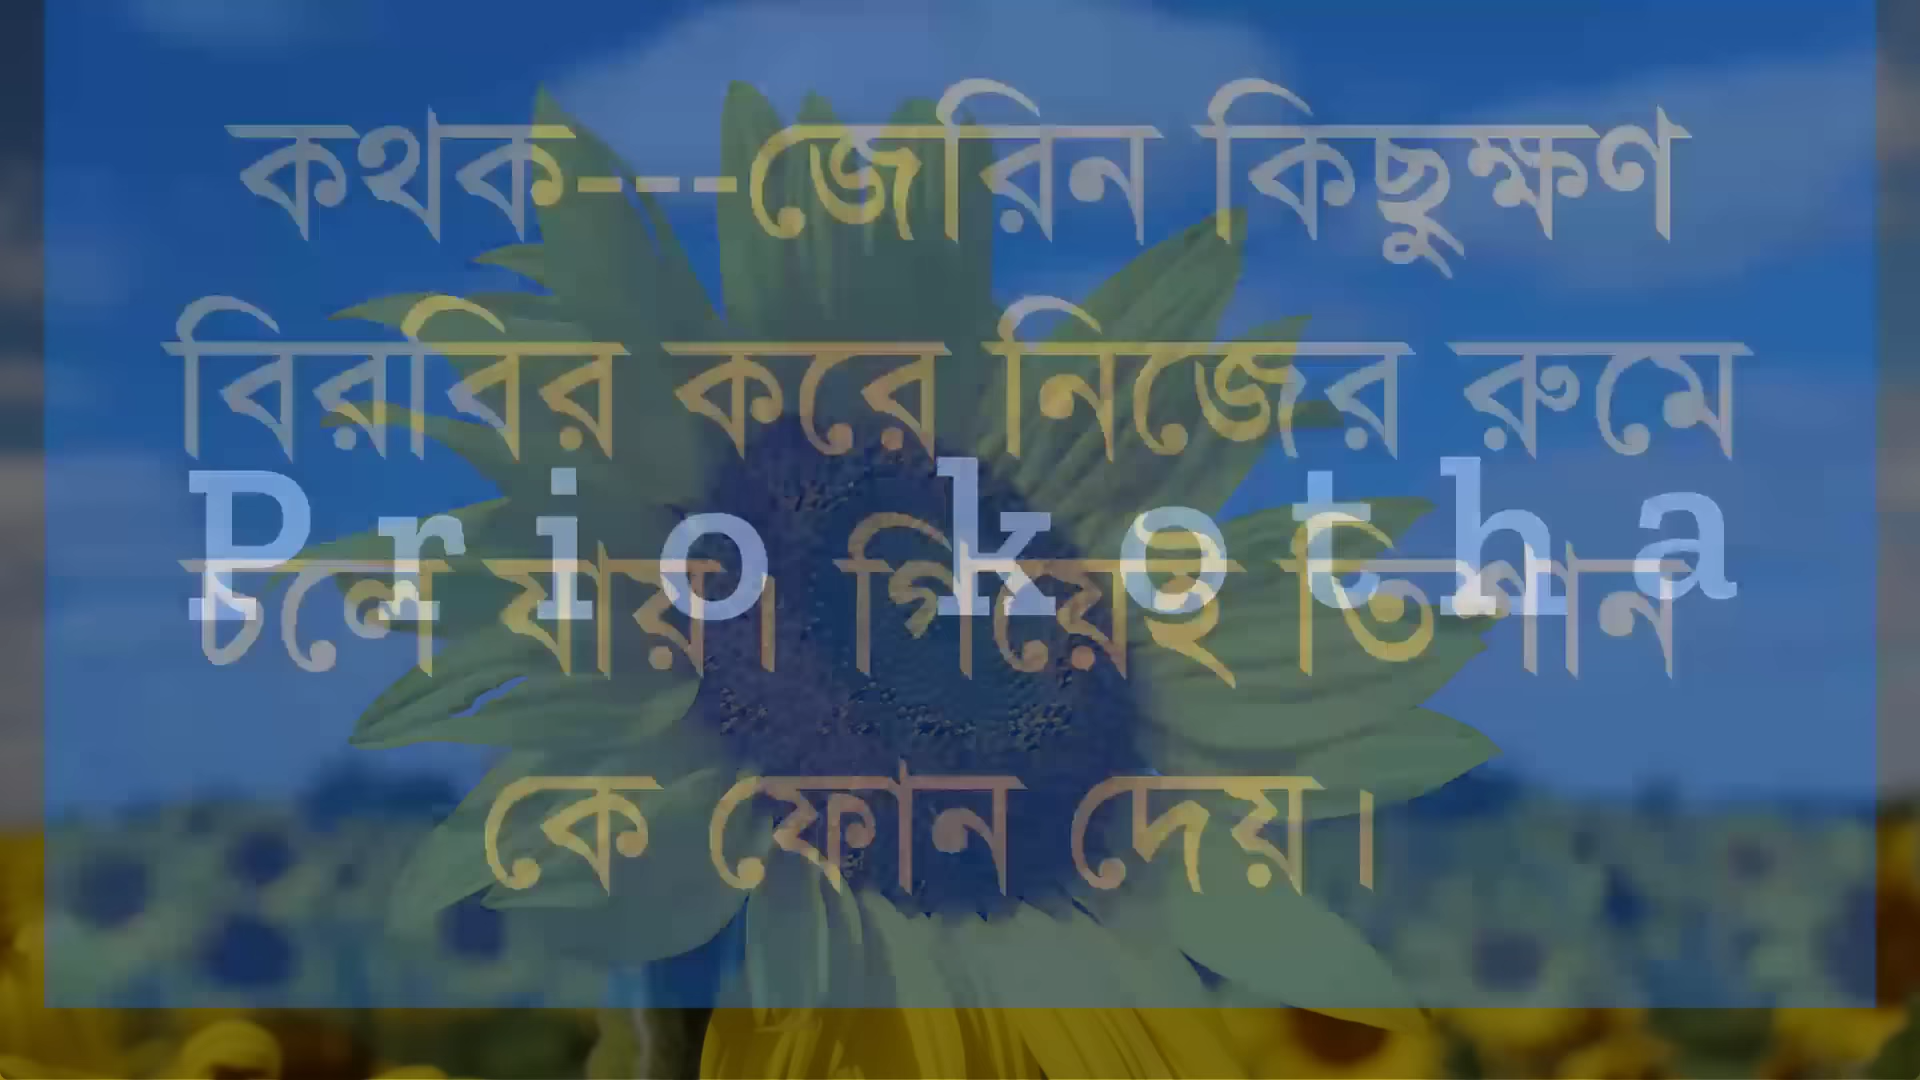 কথক---জেরিন কিছুক্ষণ
বিরবির করে নিজের রুমে
Prio kotha
চলে যায়। গিয়েই তিশান
কে ফোন দেয়।